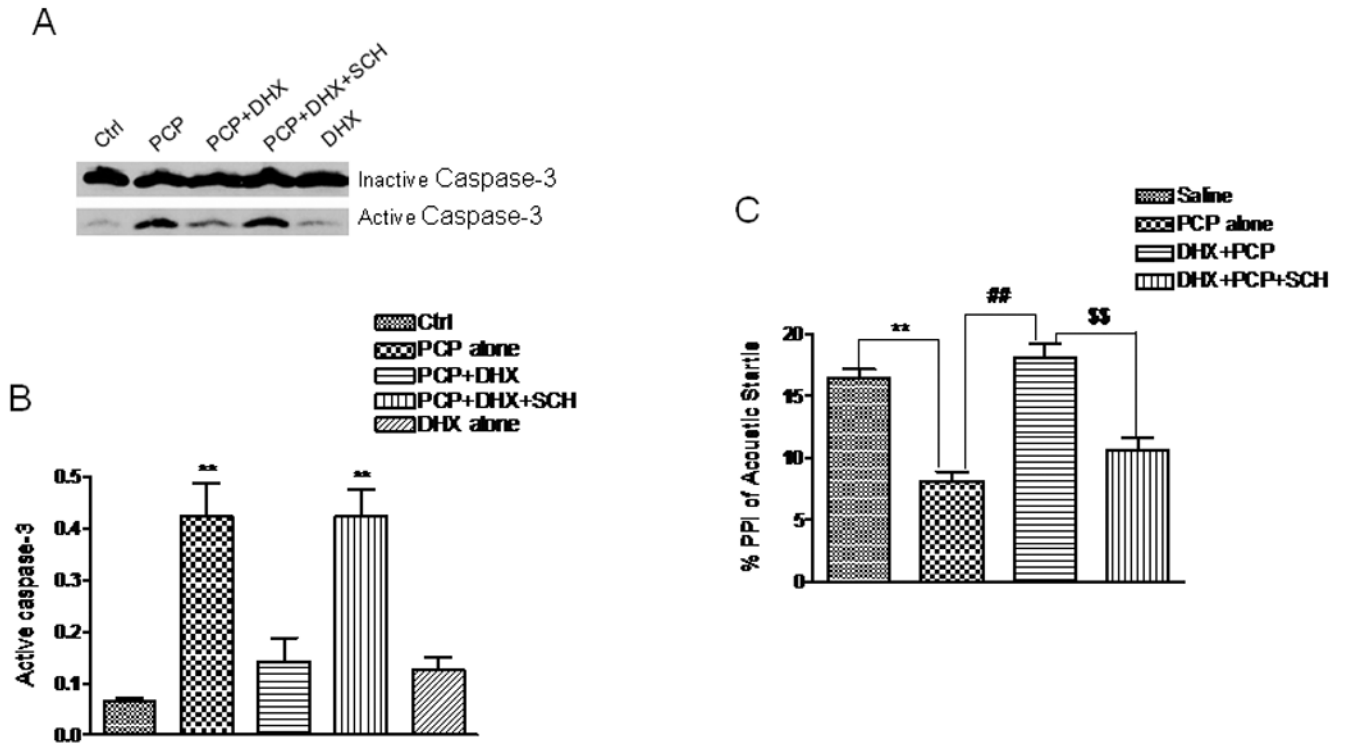 A
Ctrl
PCP
PCP+DHX
PCP+DHX+SCH
DHX
Inactive Caspase-3
Active Caspase-3
B
Ctrl
PCP alone
PCP+DHX
PCP+DHX+SCH
DHX alone
Active caspase-3
0.5
0.4
0.3
0.2
0.1
0.0
**
**
C
Saline
PCP alone
DHX+PCP
DHX+PCP+SCH
% PPI of Acoustic Startle
20
15
10
5
0
**
##
$$